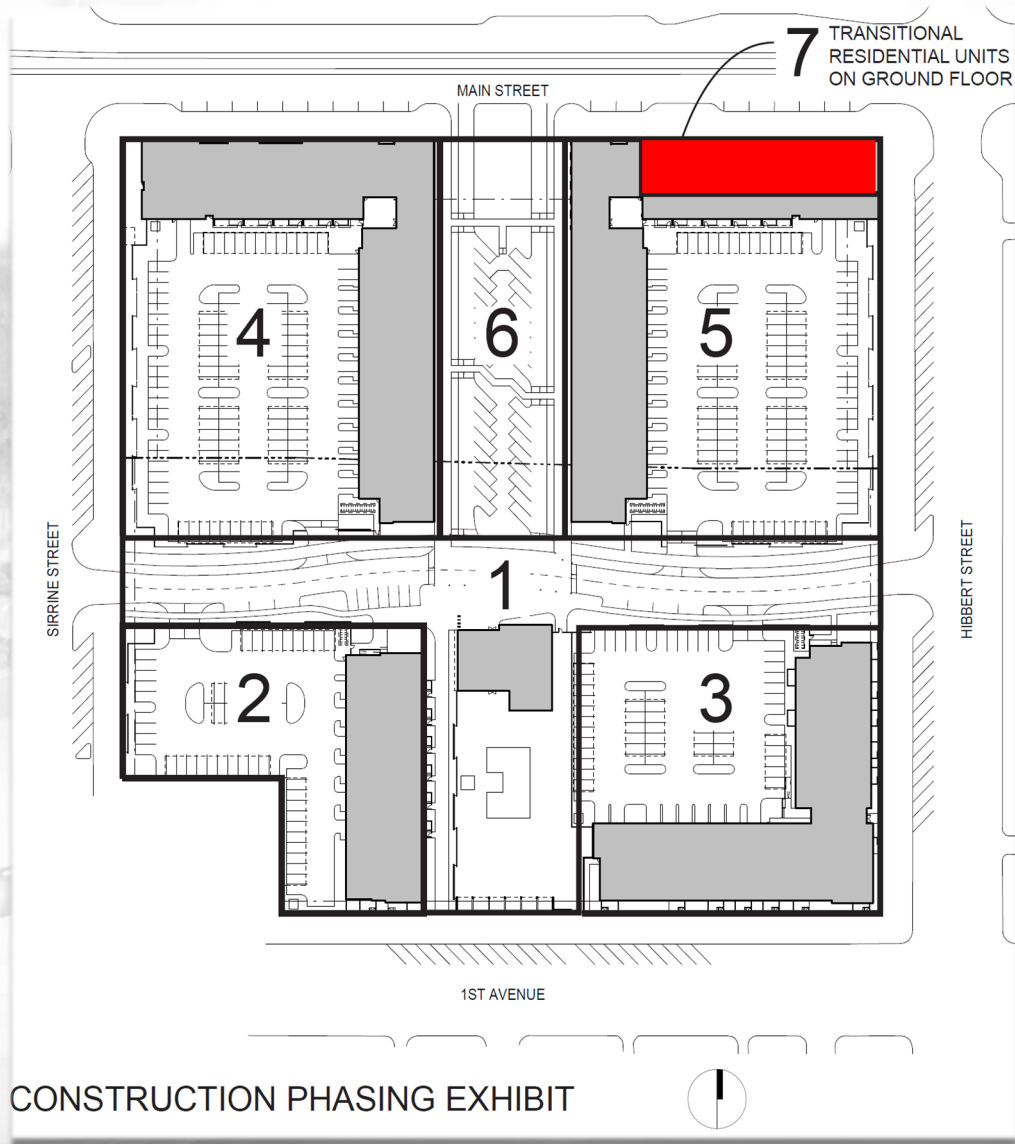 7
TRANSITIONAL
RESIDENTIAL UNITS
ON GROUND FLOOR
MAIN STREET
4
6
5
SIRRINE STREET
HIBBERT STREET
1
2
3
1ST AVENUE
CONSTRUCTION PHASING EXHIBIT